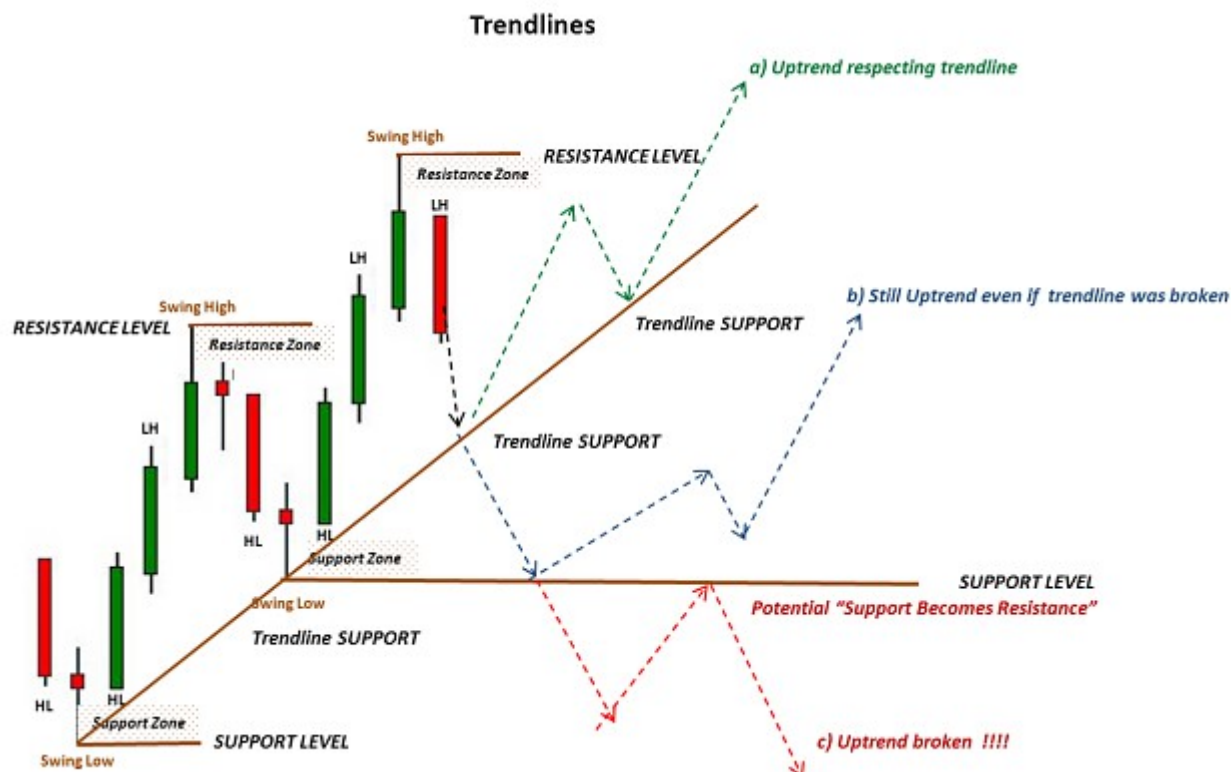 Trendlines
a) Uptrend respecting trendline
Swing High
RESISTANCE LEVEL
Resistance Zone
LH
LH
b) Still Uptrend even if trendline was broken
Swing High
RESISTANCE LEVEL
Trendline SUPPORT
Resistance Zone
LH
Trendline SUPPORT
HL
HL
Support Zone
SUPPORT LEVEL
Swing Low
Potential “Support Becomes Resistance”
Trendline SUPPORT
HL
HL
Support Zone
SUPPORT LEVEL
c) Uptrend broken !!!!
Swing Low